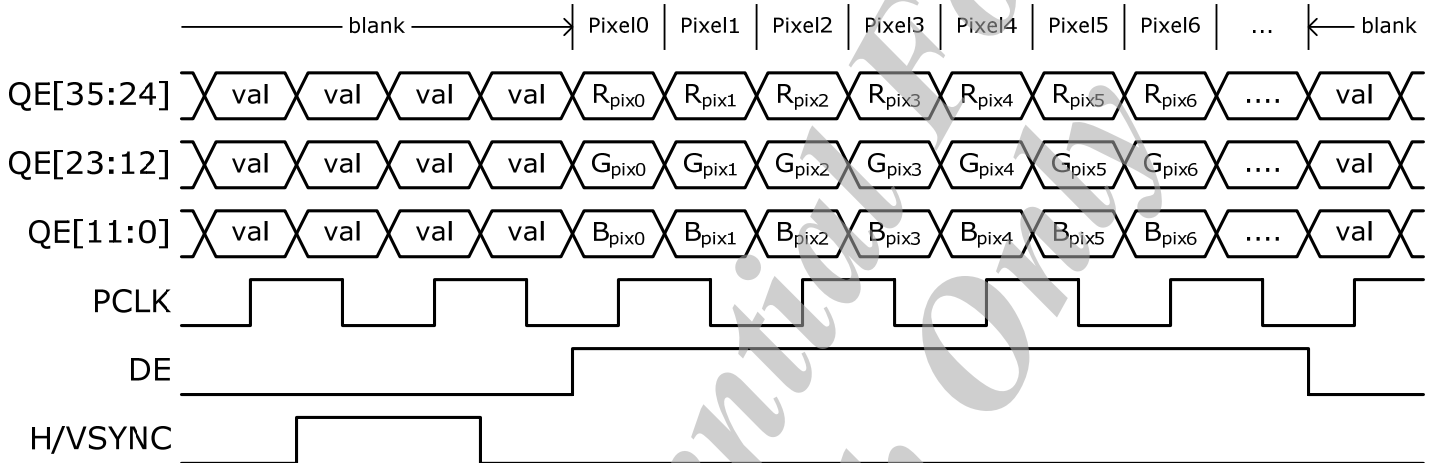 blank Pixel0 Pixel1 Pixel2 Pixel3 Pixel4 Pixel5 Pixel6 ... blank
QE[35:24] val val val val Rpix0 Rpix1 Rpix2 Rpix3 Rpix4 Rpix5 Rpix6 .... val
QE[23:12] val val val val Gpix0 Gpix1 Gpix2 Gpix3 Gpix4 Gpix5 Gpix6 .... val
QE[11:0] val val val val Bpix0 Bpix1 Bpix2 Bpix3 Bpix4 Bpix5 Bpix6 .... val
PCLK
DE
H/VSYNC
Only